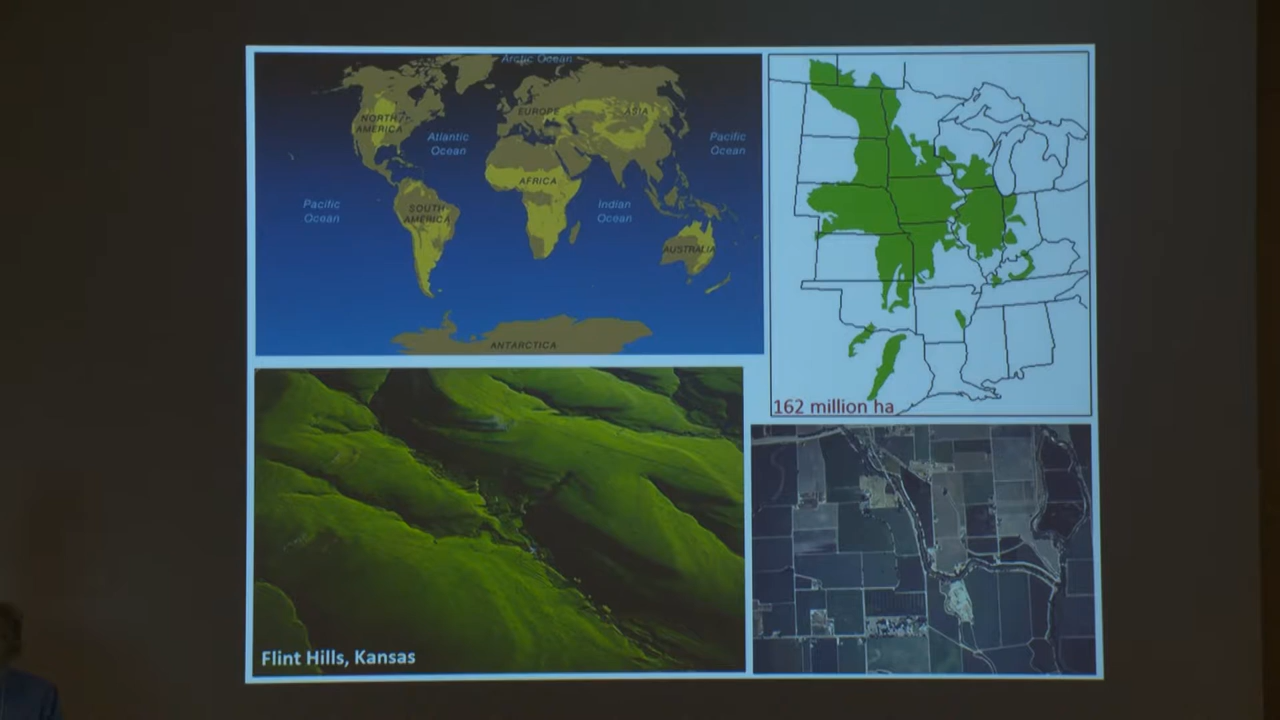 Arctic Ocean
NORTH
AMERICA
EUROPE
ASIA
Atlantic
Ocean
Pacific
Ocean
AFRICA
Pacific
Ocean
SOUTH
AMERICA
Indian
Ocean
AUSTRALIA
ANTARCTICA
162 million ha
Flint Hills, Kansas